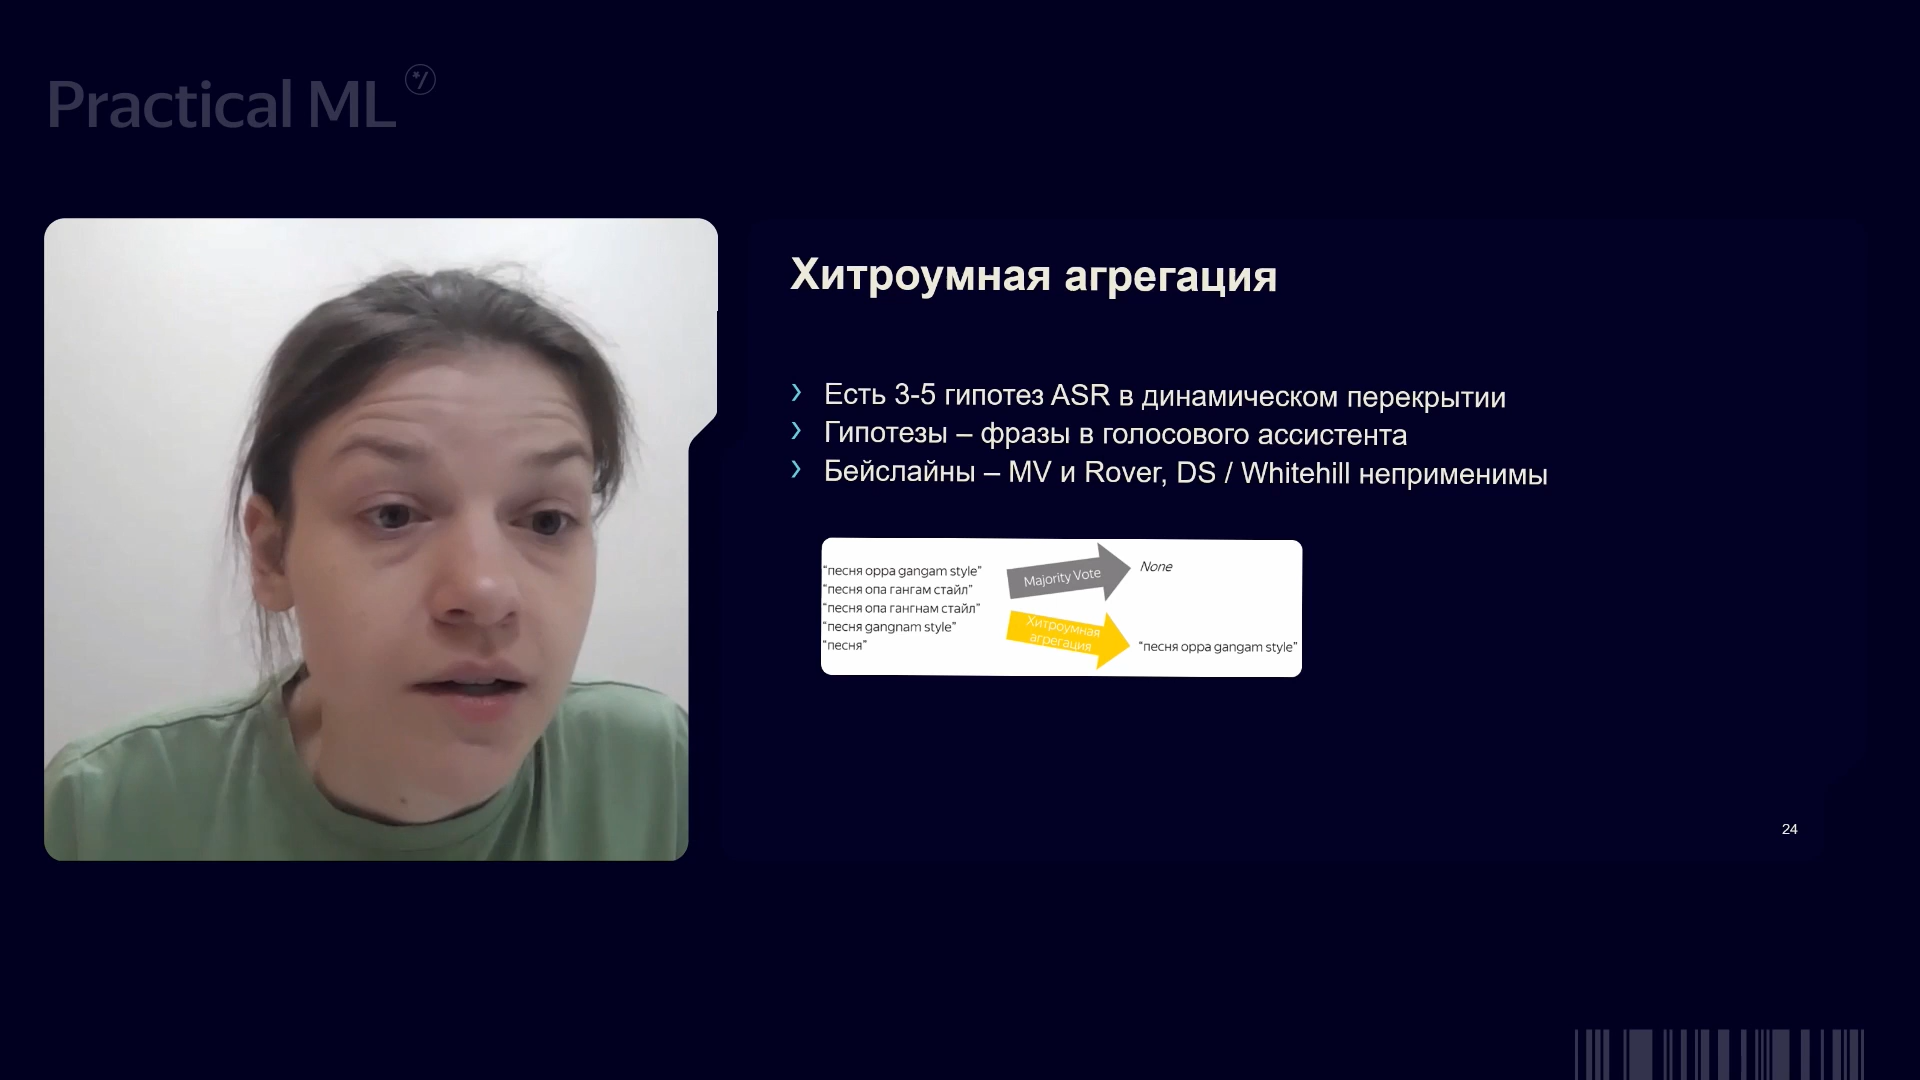 Practical ML
Хитроумная агрегация
Есть 3-5 гипотез ASR в динамическом перекрытии
Гипотезы – фразы в голосового ассистента
Бейслайны – MV и Rover, DS / Whitehill неприменимы
"песня oppa gangam style"
"песня опа гангам стайл"
"песня опа гангнам стайл"
"песня gangnam style"
"песня"
Majority Vote
None
Хитроумная
агрегация
"песня oppa gangam style"
24